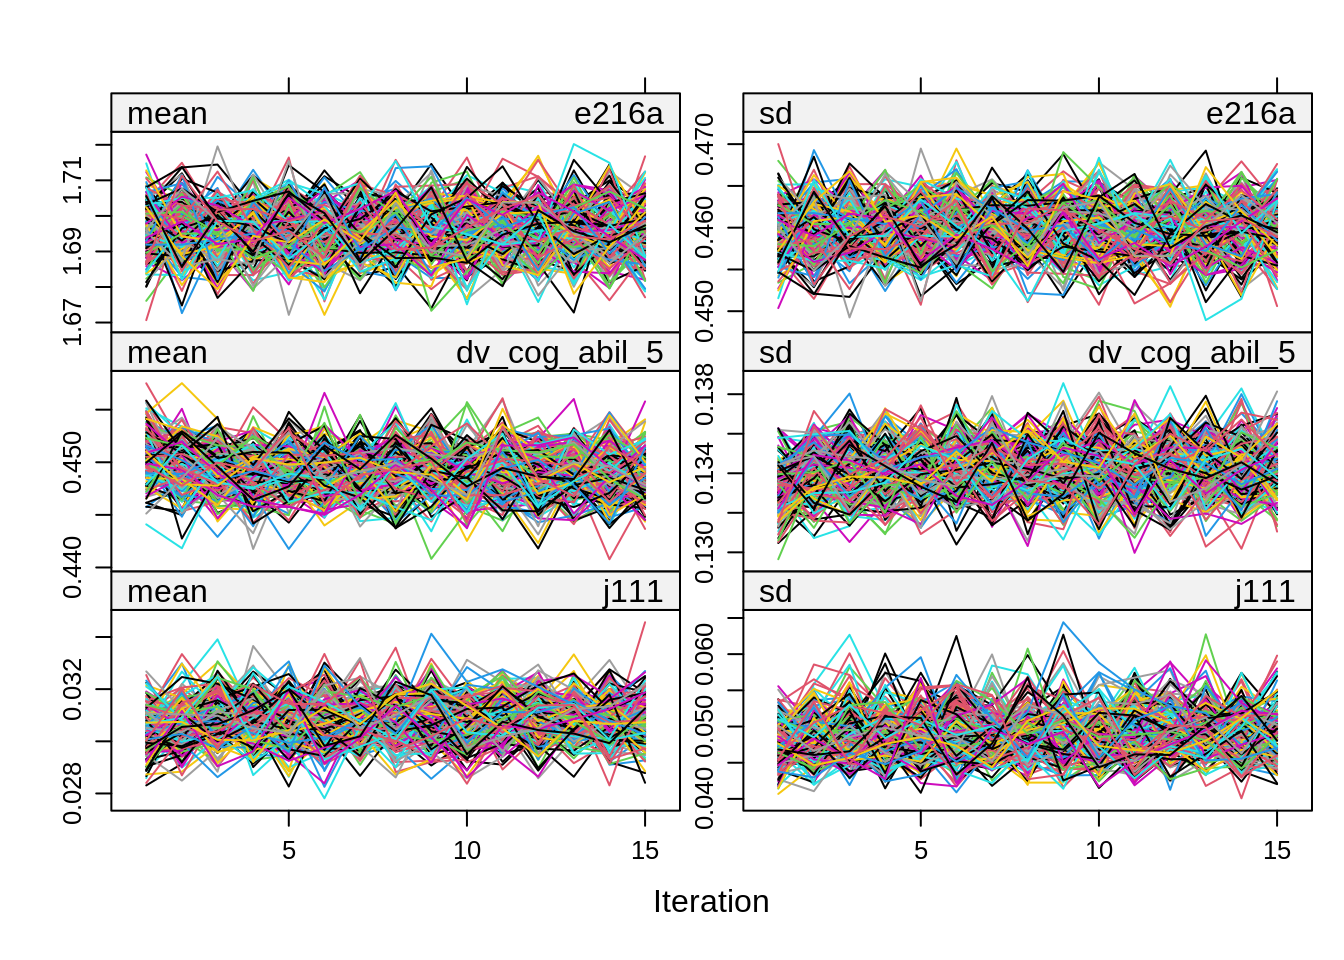 mean e216a
sd e216a
1.71
1.69
1.67
0.470
0.460
0.450
mean dv_cog_abil_5
sd dv_cog_abil_5
0.450
0.440
0.138
0.134
0.130
mean j111
sd j111
0.032
0.028
0.060
0.050
0.040
5 10 15
5 10 15
Iteration